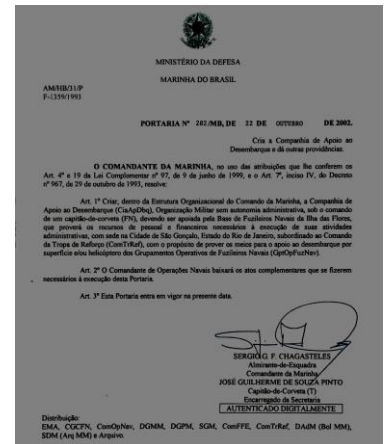 MINISTÉRIO DA DEFESA
MARINHA DO BRASIL
AM/HB/31/P
F-1359/1993
PORTARIA Nº 282/MB, DE 22 DE OUTUBRO DE 2002.
Cria a Companhia de Apoio ao
Desembarque e dá outras providências.
O COMANDANTE DA MARINHA, no uso das atribuições que lhe conferem os
Art. 4º e 19 da Lei Complementar nº 97, de 9 de junho de 1999, e o Art. 7º, inciso IV, do Decreto
nº 967, de 29 de outubro de 1993, resolve:
Art. 1º Criar, dentro da Estrutura Organizacional do Comando da Marinha, a Companhia de
Apoio ao Desembarque (CiaApDbq), Organização Militar sem autonomia administrativa, sob o comando
de um capitão-de-corveta (FN), devendo ser apoiada pela Base de Fuzileiros Navais da Ilha das Flores,
que proverá os recursos de pessoal e financeiros necessários à execução de suas atividades
administrativas, com sede na Cidade de São Gonçalo, Estado do Rio de Janeiro, subordinado ao Comando
da Tropa de Reforço (ComTrRef), com o propósito de prover os meios para o apoio ao desembarque por
superfície e/ou helicóptero dos Grupamentos Operativos de Fuzileiros Navais (GptOpFuzNav).
Art. 2º O Comandante de Operações Navais baixará os atos complementares que se fizerem
necessários à execução desta Portaria.
Art. 3º Esta Portaria entra em vigor na presente data.
SERGIO G. F. CHAGASTELES
Almirante-de-Esquadra
Comandante da Marinha
JOSÉ GUILHERME DE SOUZA PINTO
Capitão-de-Corveta (T)
Encarregado da Secretaria
AUTENTICADO DIGITALMENTE
Distribuição:
EMA, CGCFN, ComOpNav, DGMM, DGPM, SGM, ComFFE, ComTrRef, DAdM (Bol MM),
SDM (Arq MM) e Arquivo.